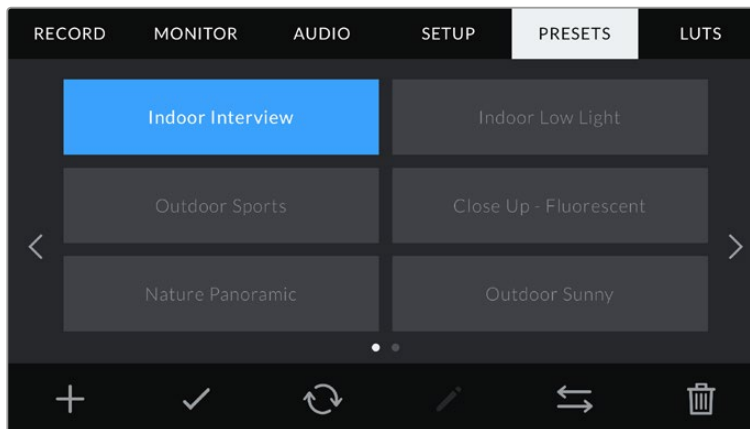 RECORD MONITOR AUDIO SETUP PRESETS LUTS
Indoor Interview Indoor Low Light
Outdoor Sports Close Up - Fluorescent
Nature Panoramic Outdoor Sunny